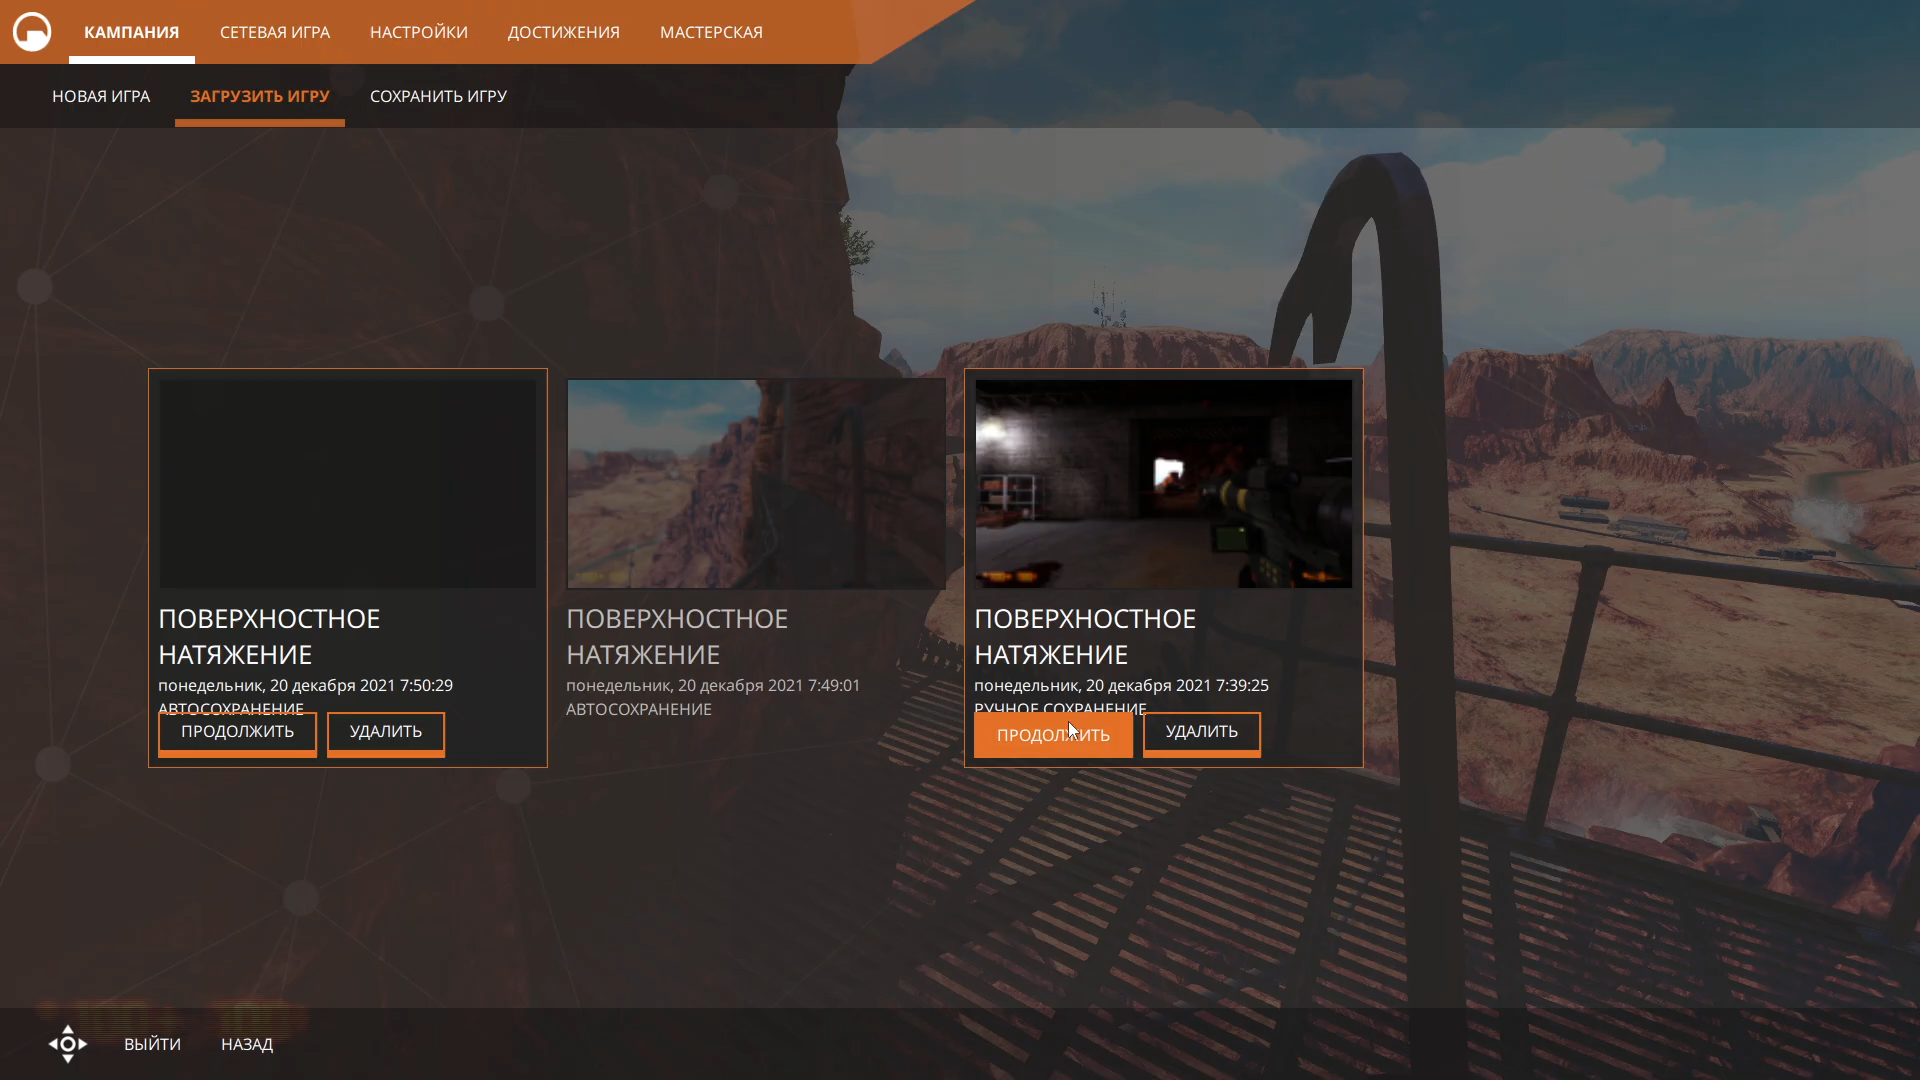 КАМПАНИЯ СЕТЕВАЯ ИГРА НАСТРОЙКИ ДОСТИЖЕНИЯ МАСТЕРСКАЯ
НОВАЯ ИГРА ЗАГРУЗИТЬ ИГРУ СОХРАНИТЬ ИГРУ
ПОВЕРХНОСТНОЕ
НАТЯЖЕНИЕ
понедельник, 20 декабря 2021 7:50:29
АВТОСОХРАНЕНИЕ
ПРОДОЛЖИТЬ УДАЛИТЬ
ПОВЕРХНОСТНОЕ
НАТЯЖЕНИЕ
понедельник, 20 декабря 2021 7:49:01
АВТОСОХРАНЕНИЕ
ПОВЕРХНОСТНОЕ
НАТЯЖЕНИЕ
понедельник, 20 декабря 2021 7:39:25
РУЧНОЕ СОХРАНЕНИЕ
ПРОДОЛЖИТЬ УДАЛИТЬ
ВЫЙТИ НАЗАД